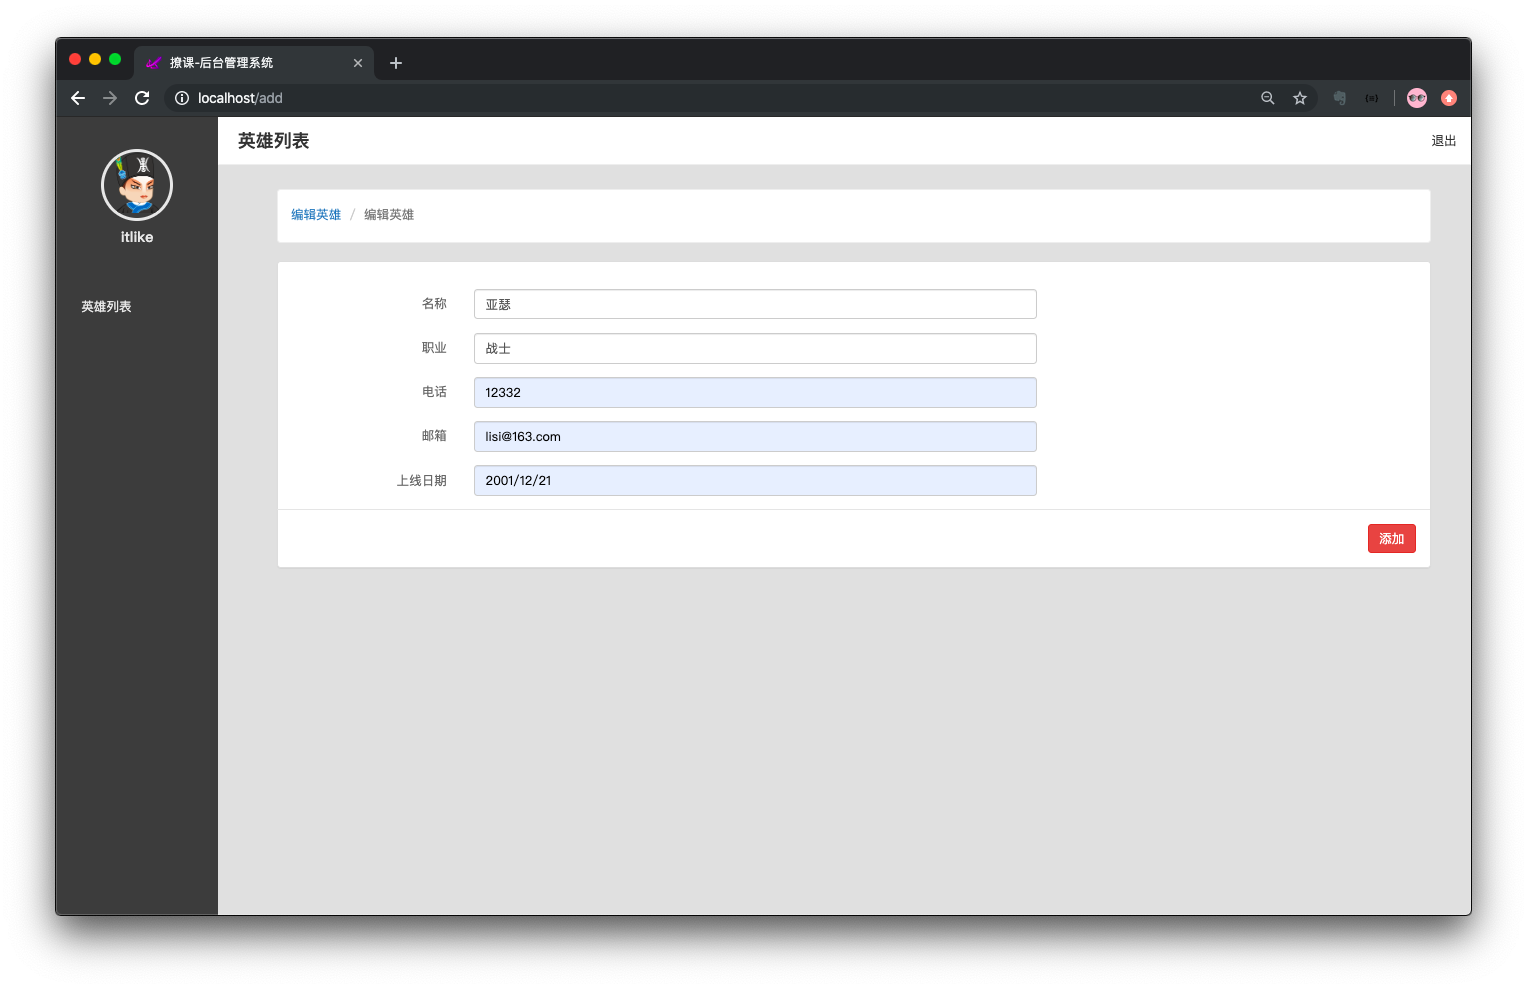 撩课-后台管理系统
localhost/add
itlike
英雄列表
英雄列表
退出
编辑英雄 / 编辑英雄
名称 亚瑟
职业 战士
电话 12332
邮箱 lisi@163.com
上线日期 2001/12/21
添加